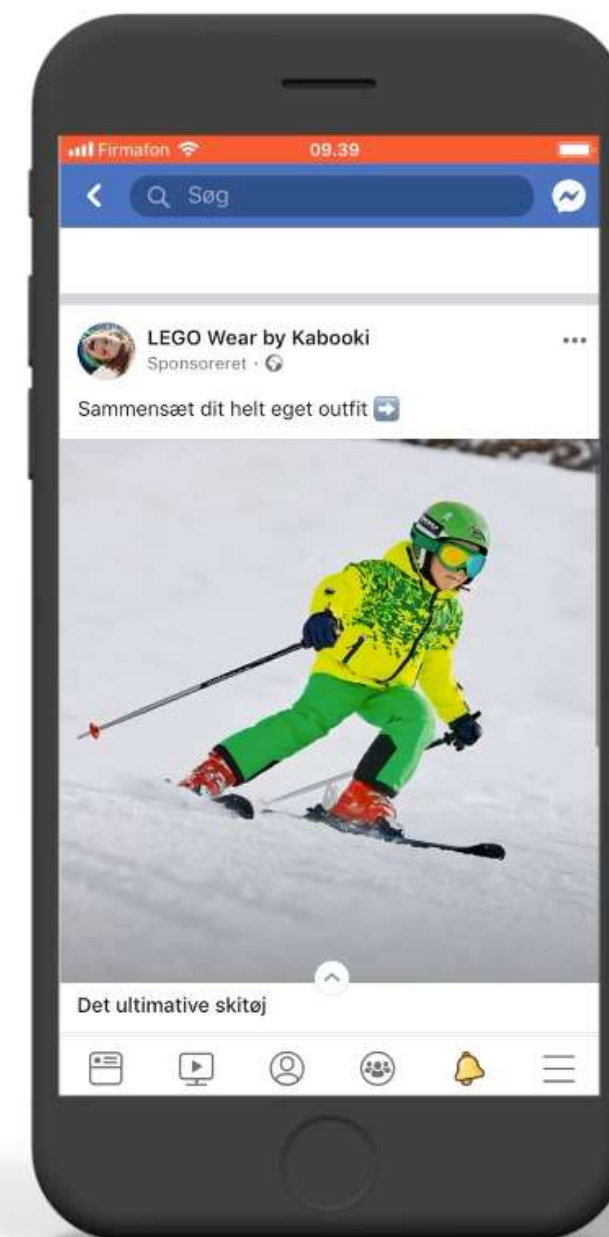 Firmafon 09.39
Søg
LEGO Wear by Kabooki
Sponsoreret ·
Sammensæt dit helt eget outfit ➡️
Det ultimative skitøj